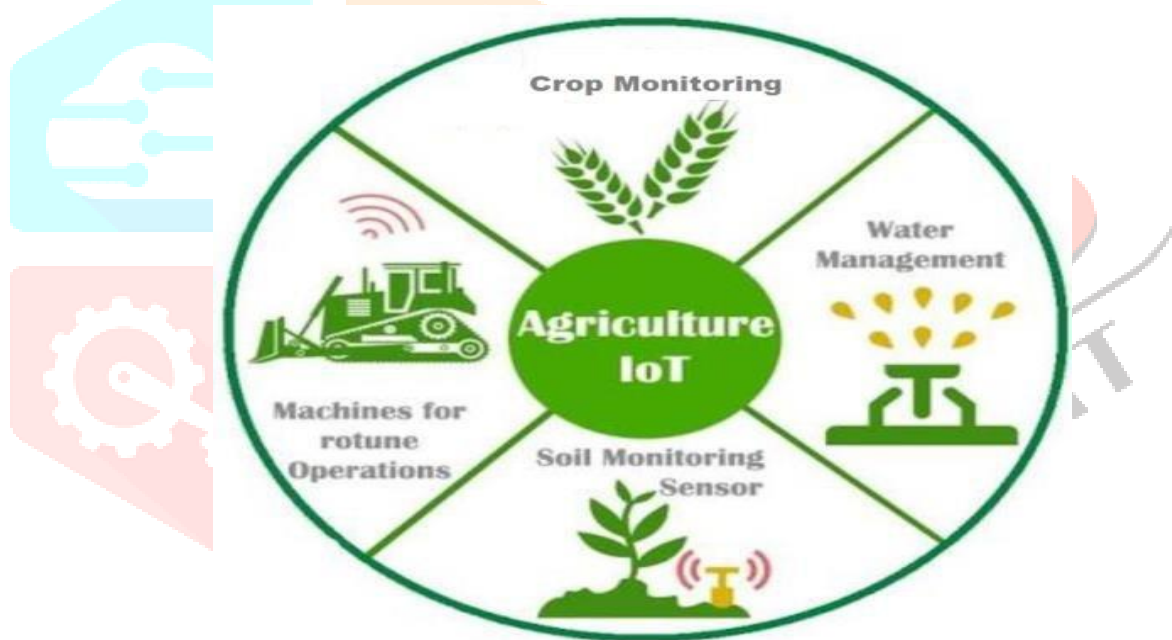 Crop Monitoring
Water
Management
Agriculture
IoT
Machines for
rotune
Operations
Soil Monitoring
Sensor